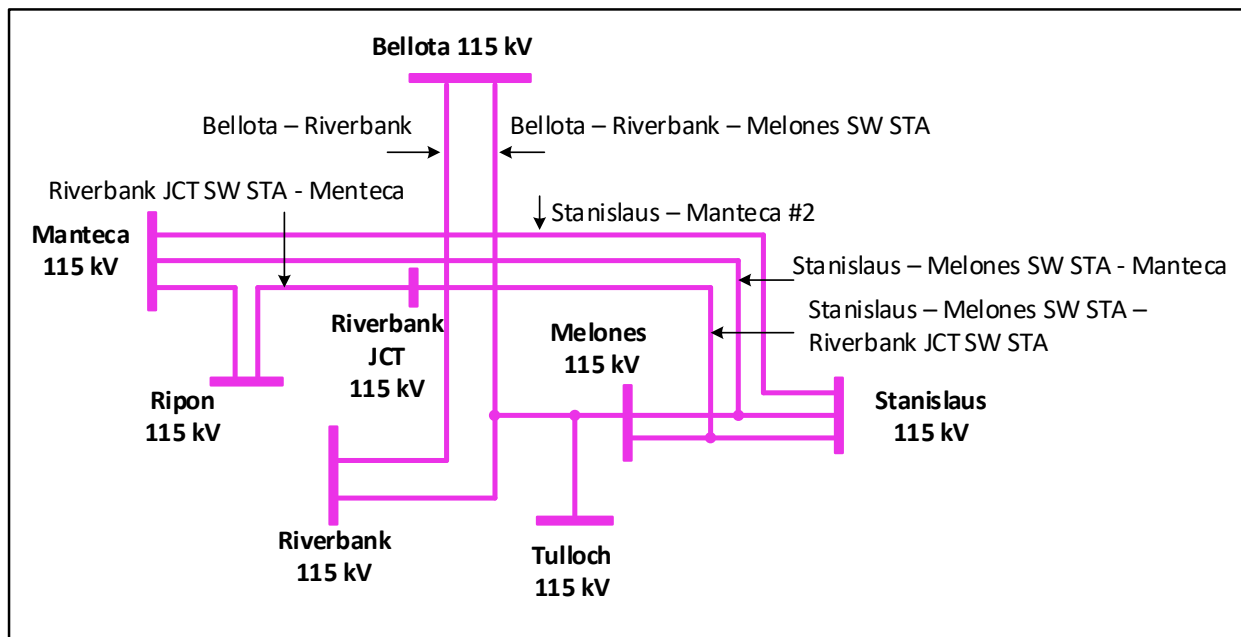 Bellota 115 kV
Bellota – Riverbank
Bellota – Riverbank – Melones SW STA
Riverbank JCT SW STA - Menteca
Stanislaus – Manteca #2
Manteca
115 kV
Stanislaus – Melones SW STA - Manteca
Stanislaus – Melones SW STA –
Riverbank JCT SW STA
Riverbank
JCT
115 kV
Melones
115 kV
Ripon
115 kV
Stanislaus
115 kV
Riverbank
115 kV
Tulloch
115 kV